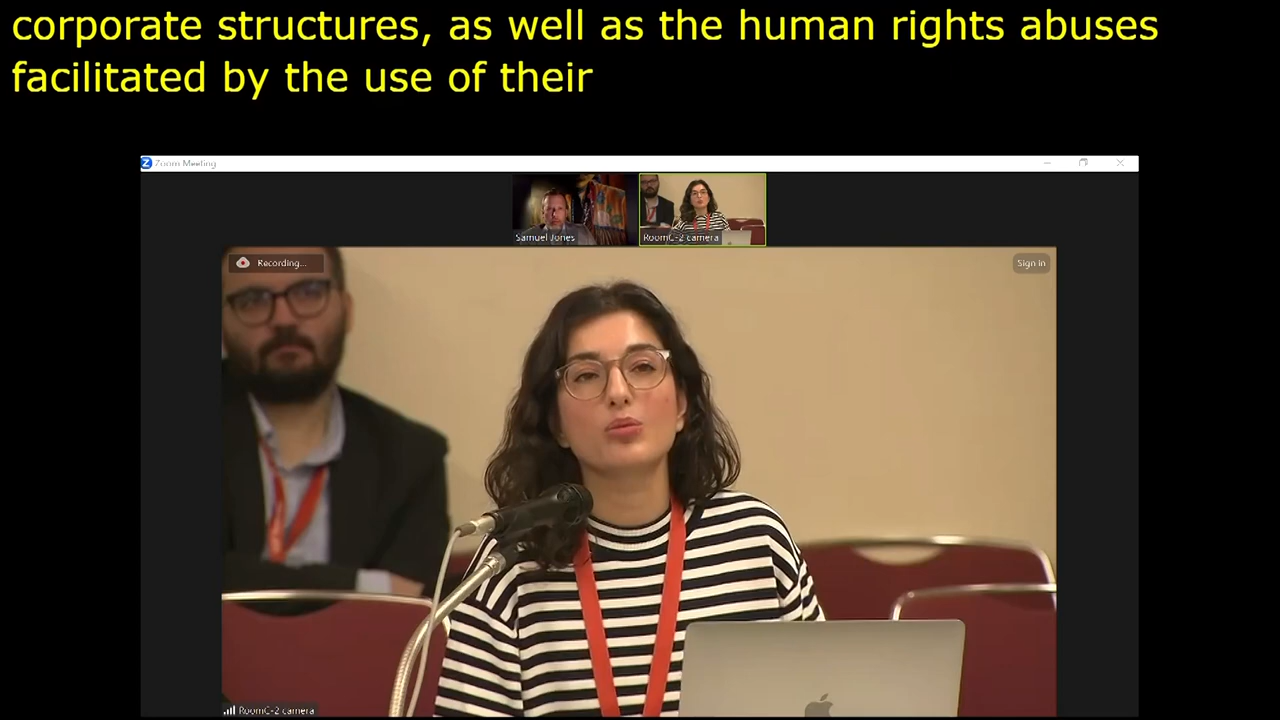 corporate structures, as well as the human rights abuses
facilitated by the use of their
Zoom Meeting
Samuel Jones
RoomC-2 camera
Recording...
Sign in
RoomC-2 camera